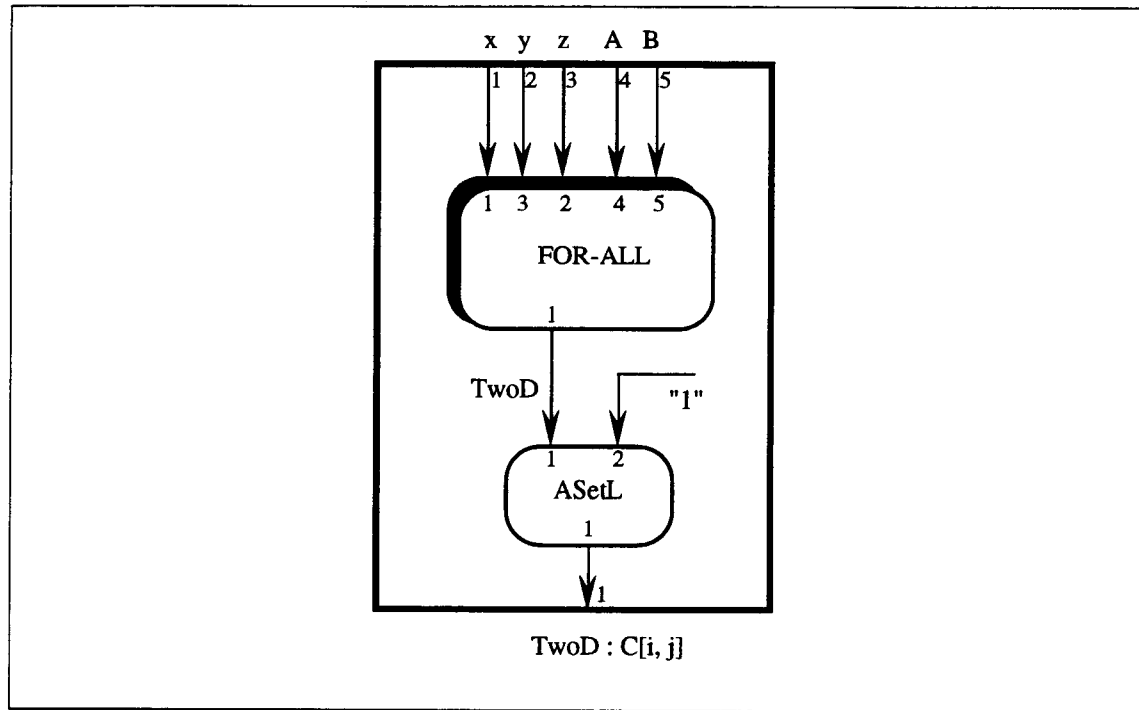 x y z A B
1 2 3 4 5
1 3 2 4 5
FOR-ALL
1
TwoD
"1"
1 2
ASetL
1
1
TwoD : C[i, j]